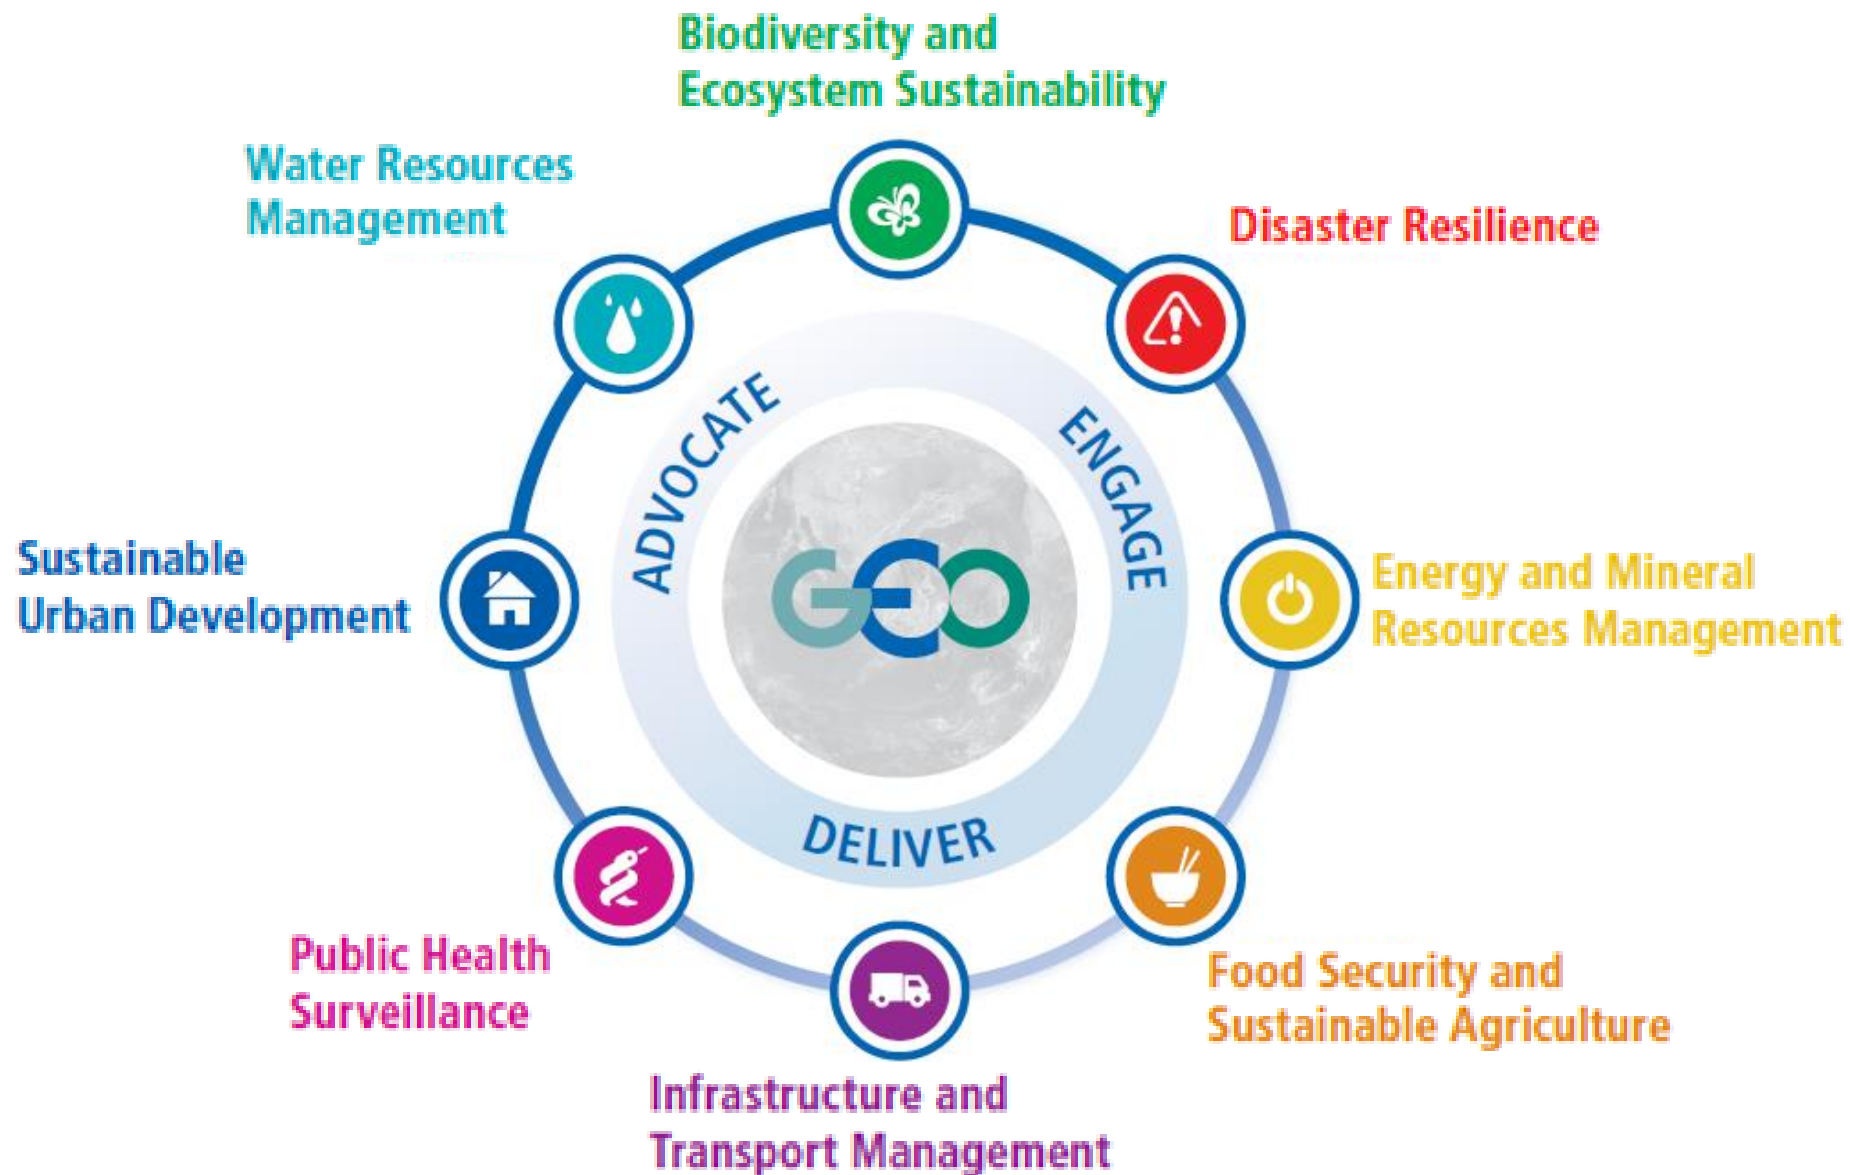 Biodiversity and
Ecosystem Sustainability
Water Resources
Management
Disaster Resilience
ADVOCATE
ENGAGE
GEO
Sustainable
Urban Development
Energy and Mineral
Resources Management
DELIVER
Public Health
Surveillance
Food Security and
Sustainable Agriculture
Infrastructure and
Transport Management